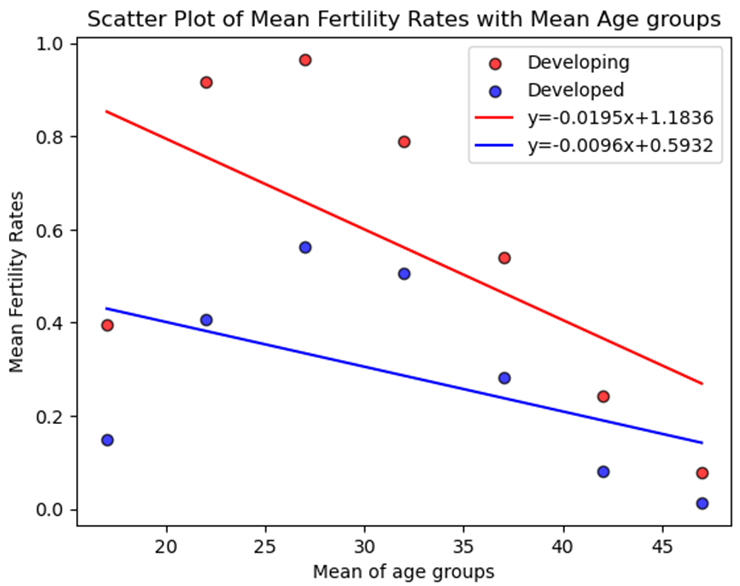 Scatter Plot of Mean Fertility Rates with Mean Age groups
Developing
Developed
y=-0.0195x+1.1836
y=-0.0096x+0.5932
Mean Fertility Rates
1.0
0.8
0.6
0.4
0.2
0.0
20 25 30 35 40 45
Mean of age groups